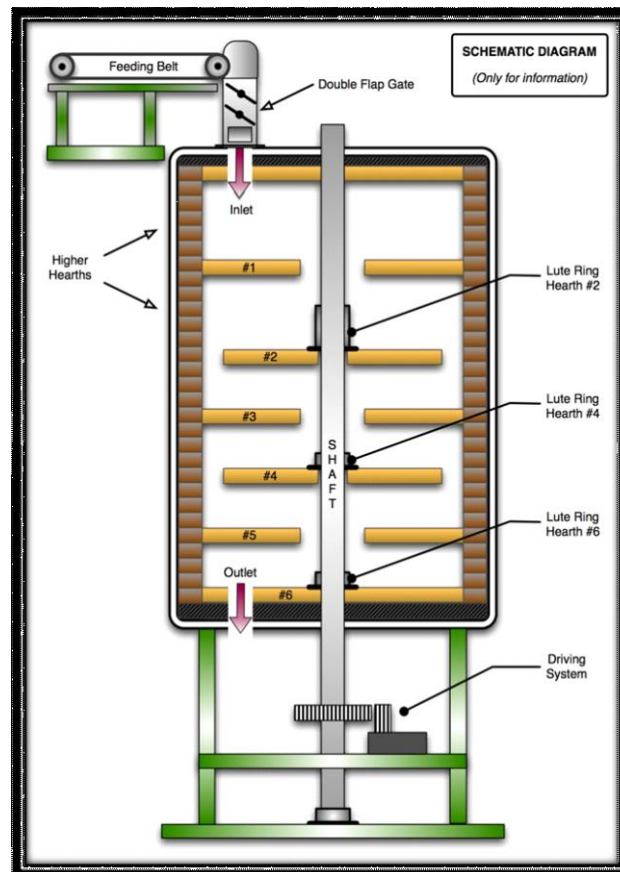 SCHEMATIC DIAGRAM
(Only for information)
Feeding Belt
Double Flap Gate
Inlet
Higher
Hearths
#1
Lute Ring
Hearth #2
#2
#3
Lute Ring
Hearth #4
SHAFT
#4
#5
Lute Ring
Hearth #6
Outlet
#6
Driving
System